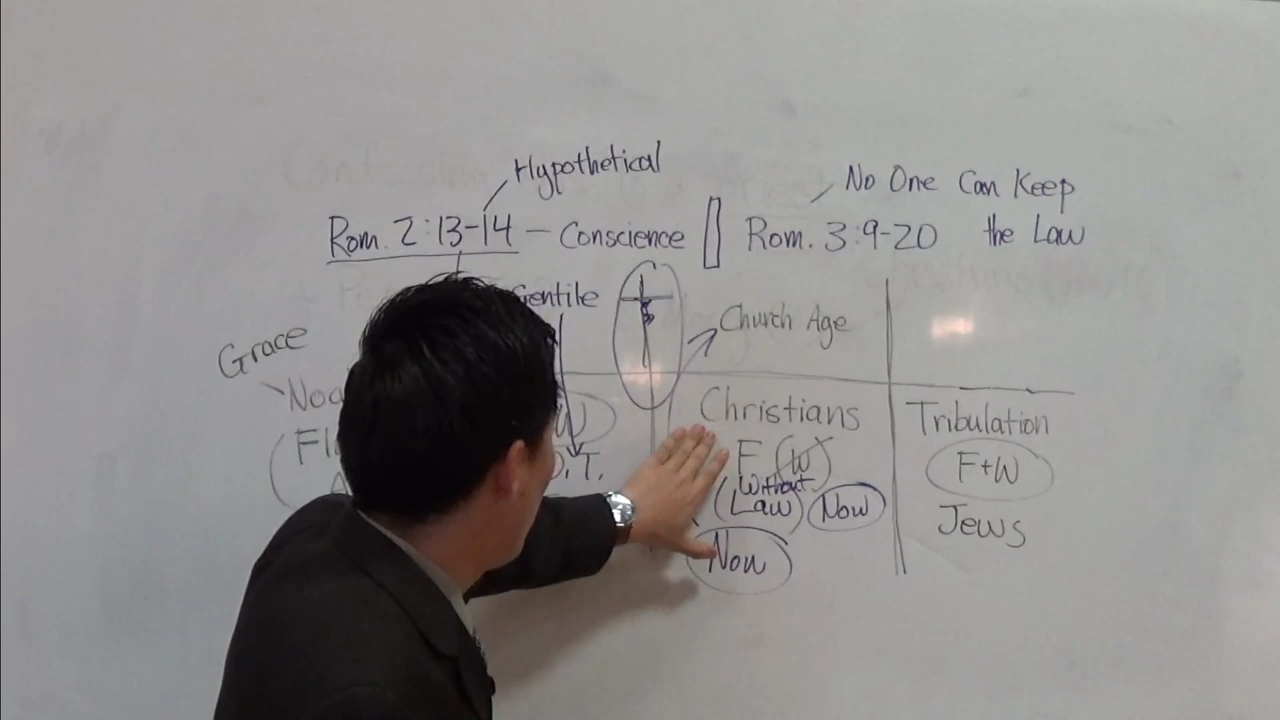 Hypothetical
No One Can Keep
Rom. 2:13-14 – Conscience
Rom. 3:9-20
the Law
Gentile
Church Age
Grace
Christians
Tribulation
F (W)
F+W
Without
(Law) Now
Jews
Now